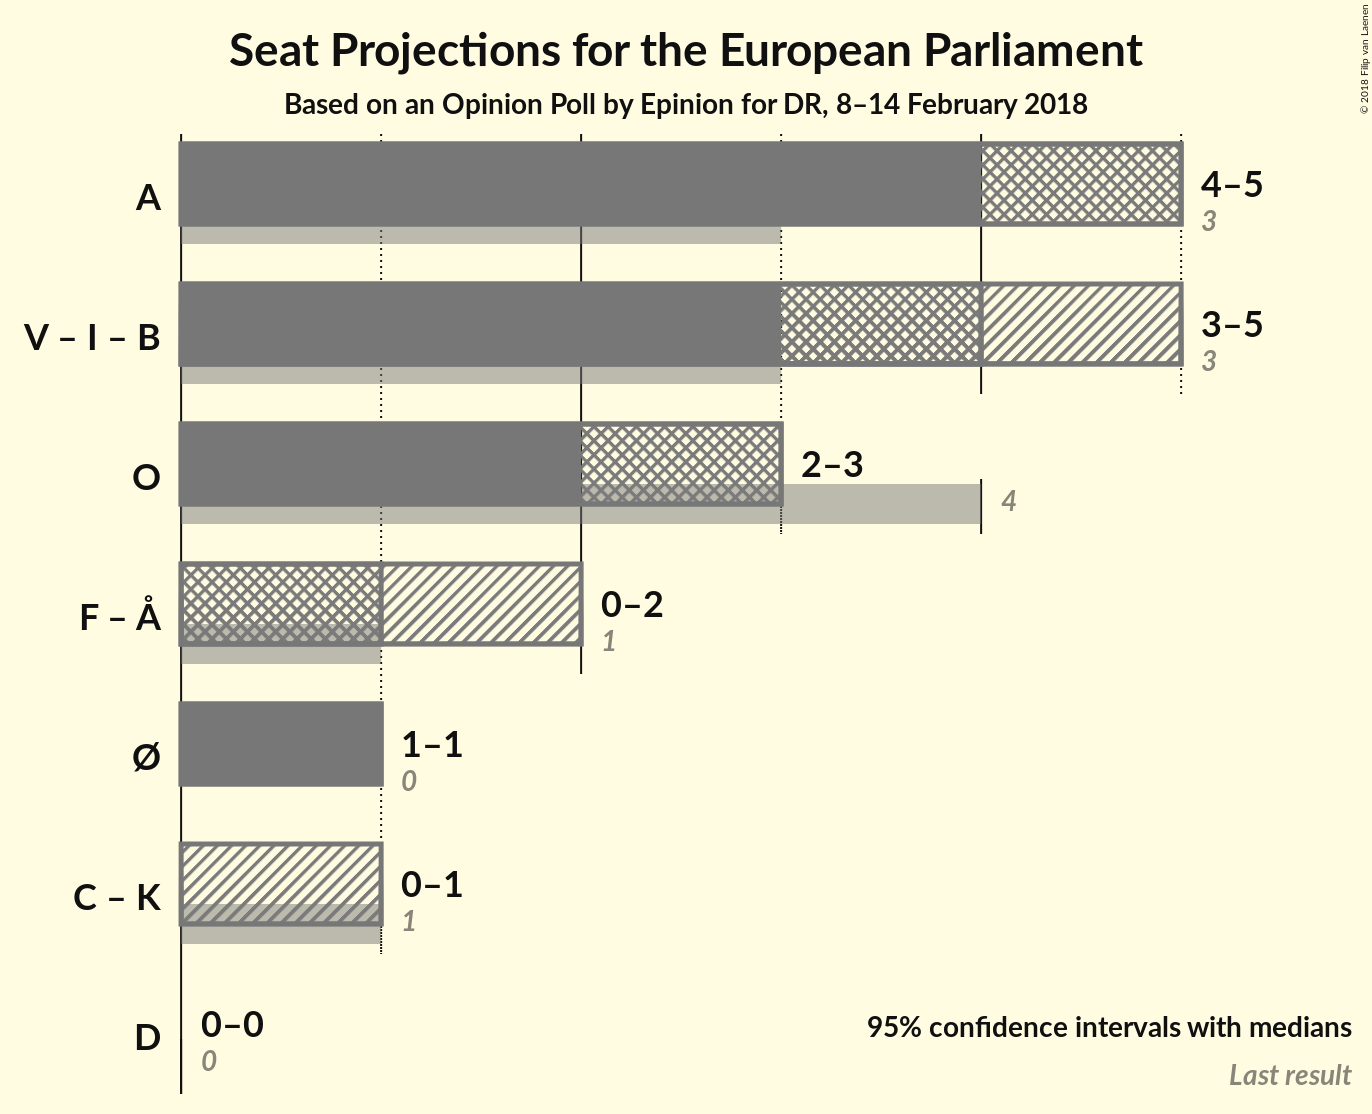 Seat Projections for the European Parliament
Based on an Opinion Poll by Epinion for DR, 8–14 February 2018
© 2018 Filip van Laenen
A
4–5
3
V – I – B
3–5
3
O
2–3
4
F – Å
0–2
1
Ø
1–1
0
C – K
0–1
1
D
0–0
0
95% confidence intervals with medians
Last result